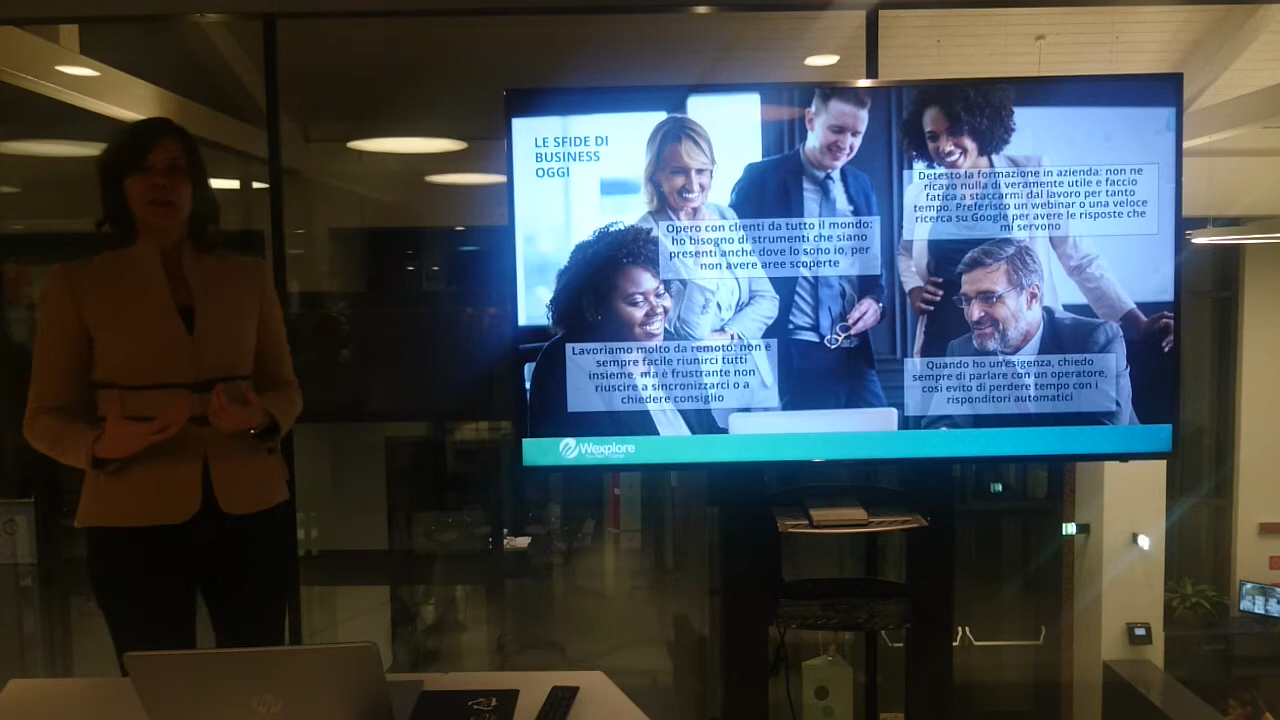 LE SFIDE DI
BUSINESS
OGGI
Opero con clienti da tutto il mondo:
ho bisogno di strumenti che siano
presenti anche dove lo sono io, per
non avere aree scoperte
Detesto la formazione in azienda: non ne
ricavo nulla di veramente utile e faccio
fatica a staccarmi dal lavoro per tanto
tempo. Preferisco un webinar o una veloce
ricerca su Google per avere le risposte che
mi servono
Lavoriamo molto da remoto: non è
sempre facile riunirci tutti
insieme, ma è frustrante non
riuscire a sincronizzarci o a
chiedere consiglio
Quando ho un'esigenza, chiedo
sempre di parlare con un operatore,
così evito di perdere tempo con i
risponditori automatici
Wexplore
hp